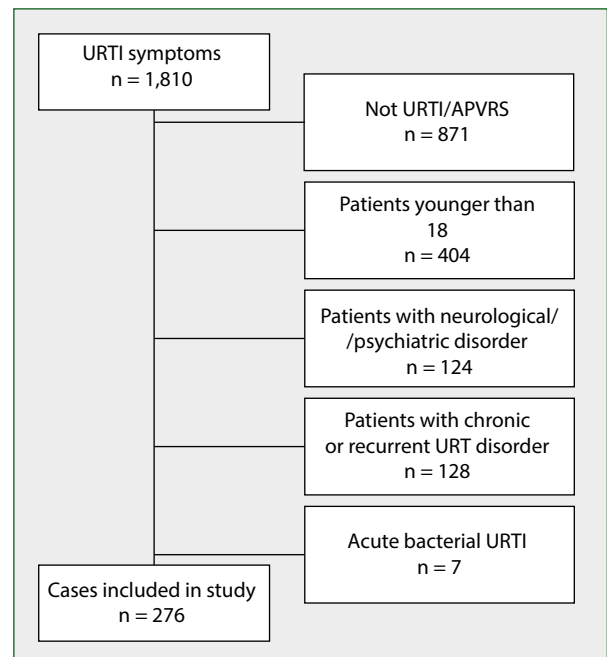 URTI symptoms
n = 1,810
Not URTI/APVRS
n = 871
Patients younger than
18
n = 404
Patients with neurological/
/psychiatric disorder
n = 124
Patients with chronic
or recurrent URT disorder
n = 128
Acute bacterial URTI
n = 7
Cases included in study
n = 276